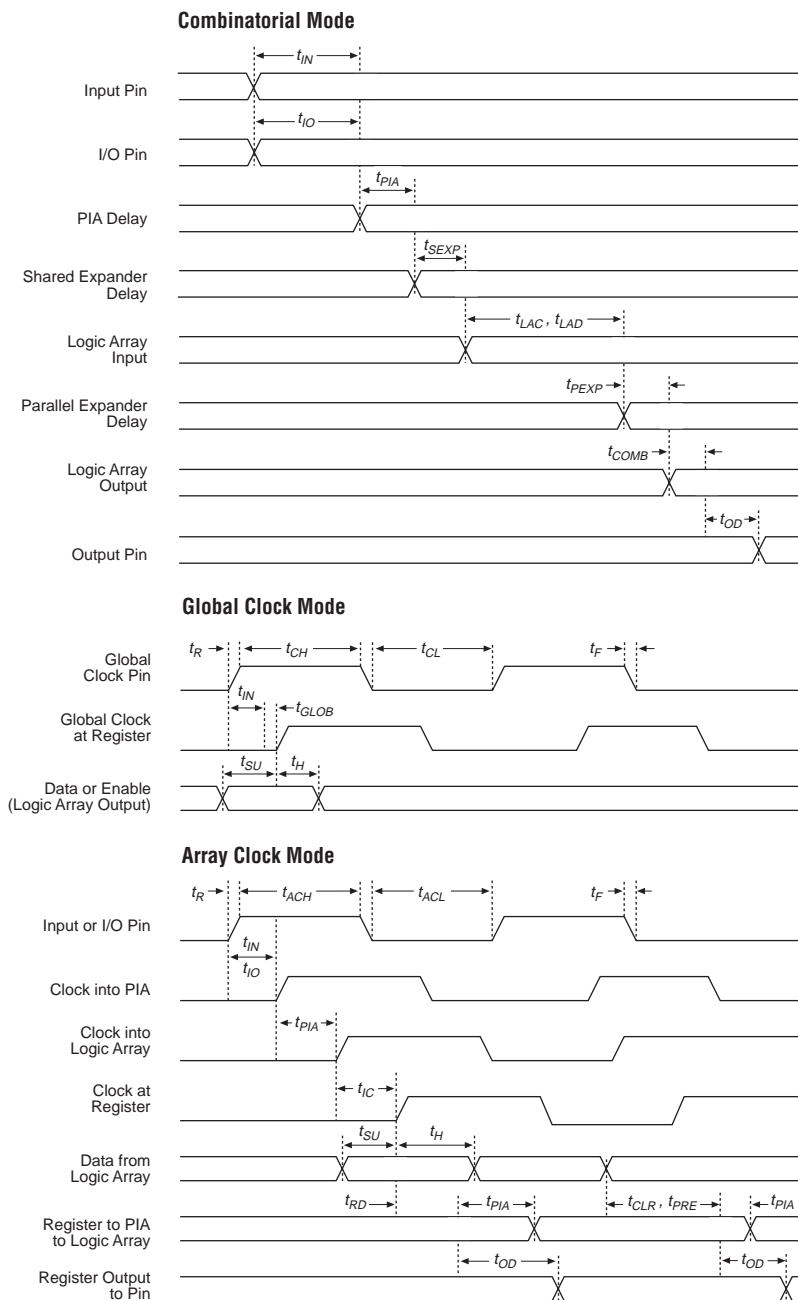 Combinatorial Mode
tIN
Input Pin
tIO
I/O Pin
tPIA
PIA Delay
tSEXP
Shared Expander
Delay
tLAC , tLAD
Logic Array
Input
tPEXP
Parallel Expander
Delay
tCOMB
Logic Array
Output
tOD
Output Pin
Global Clock Mode
tR tCH tCL tF
Global
Clock Pin
tIN tGLOB
Global Clock
at Register
tSU tH
Data or Enable
(Logic Array Output)
Array Clock Mode
tR tACH tACL tF
Input or I/O Pin
tIN
tIO
Clock into PIA
tPIA
Clock into
Logic Array
tIC
Clock at
Register
tSU tH
Data from
Logic Array
tRD tPIA tCLR , tPRE tPIA
Register to PIA
to Logic Array
tOD tOD
Register Output
to Pin